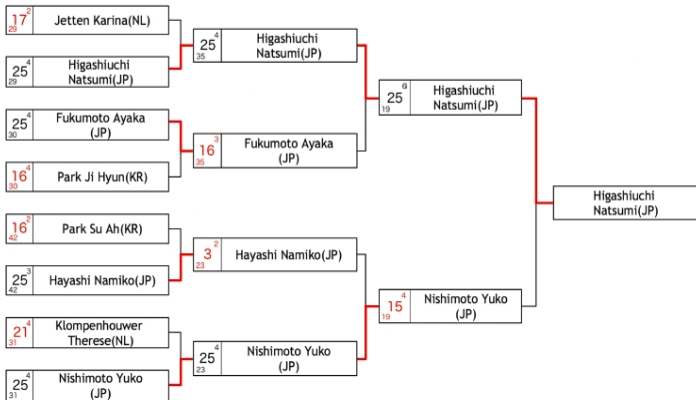 17 2 29 Jetten Karina(NL)
25 4 29 Higashiuchi
Natsumi(JP)
25 4 30 Fukumoto Ayaka
(JP)
16 4 30 Park Ji Hyun(KR)
16 2 42 Park Su Ah(KR)
25 3 42 Hayashi Namiko(JP)
21 4 31 Klompenhouwer
Therese(NL)
25 4 31 Nishimoto Yuko
(JP)
25 4 35 Higashiuchi
Natsumi(JP)
16 3 35 Fukumoto Ayaka
(JP)
3 2 23 Hayashi Namiko(JP)
25 4 23 Nishimoto Yuko
(JP)
25 6 19 Higashiuchi
Natsumi(JP)
15 4 19 Nishimoto Yuko
(JP)
Higashiuchi
Natsumi(JP)